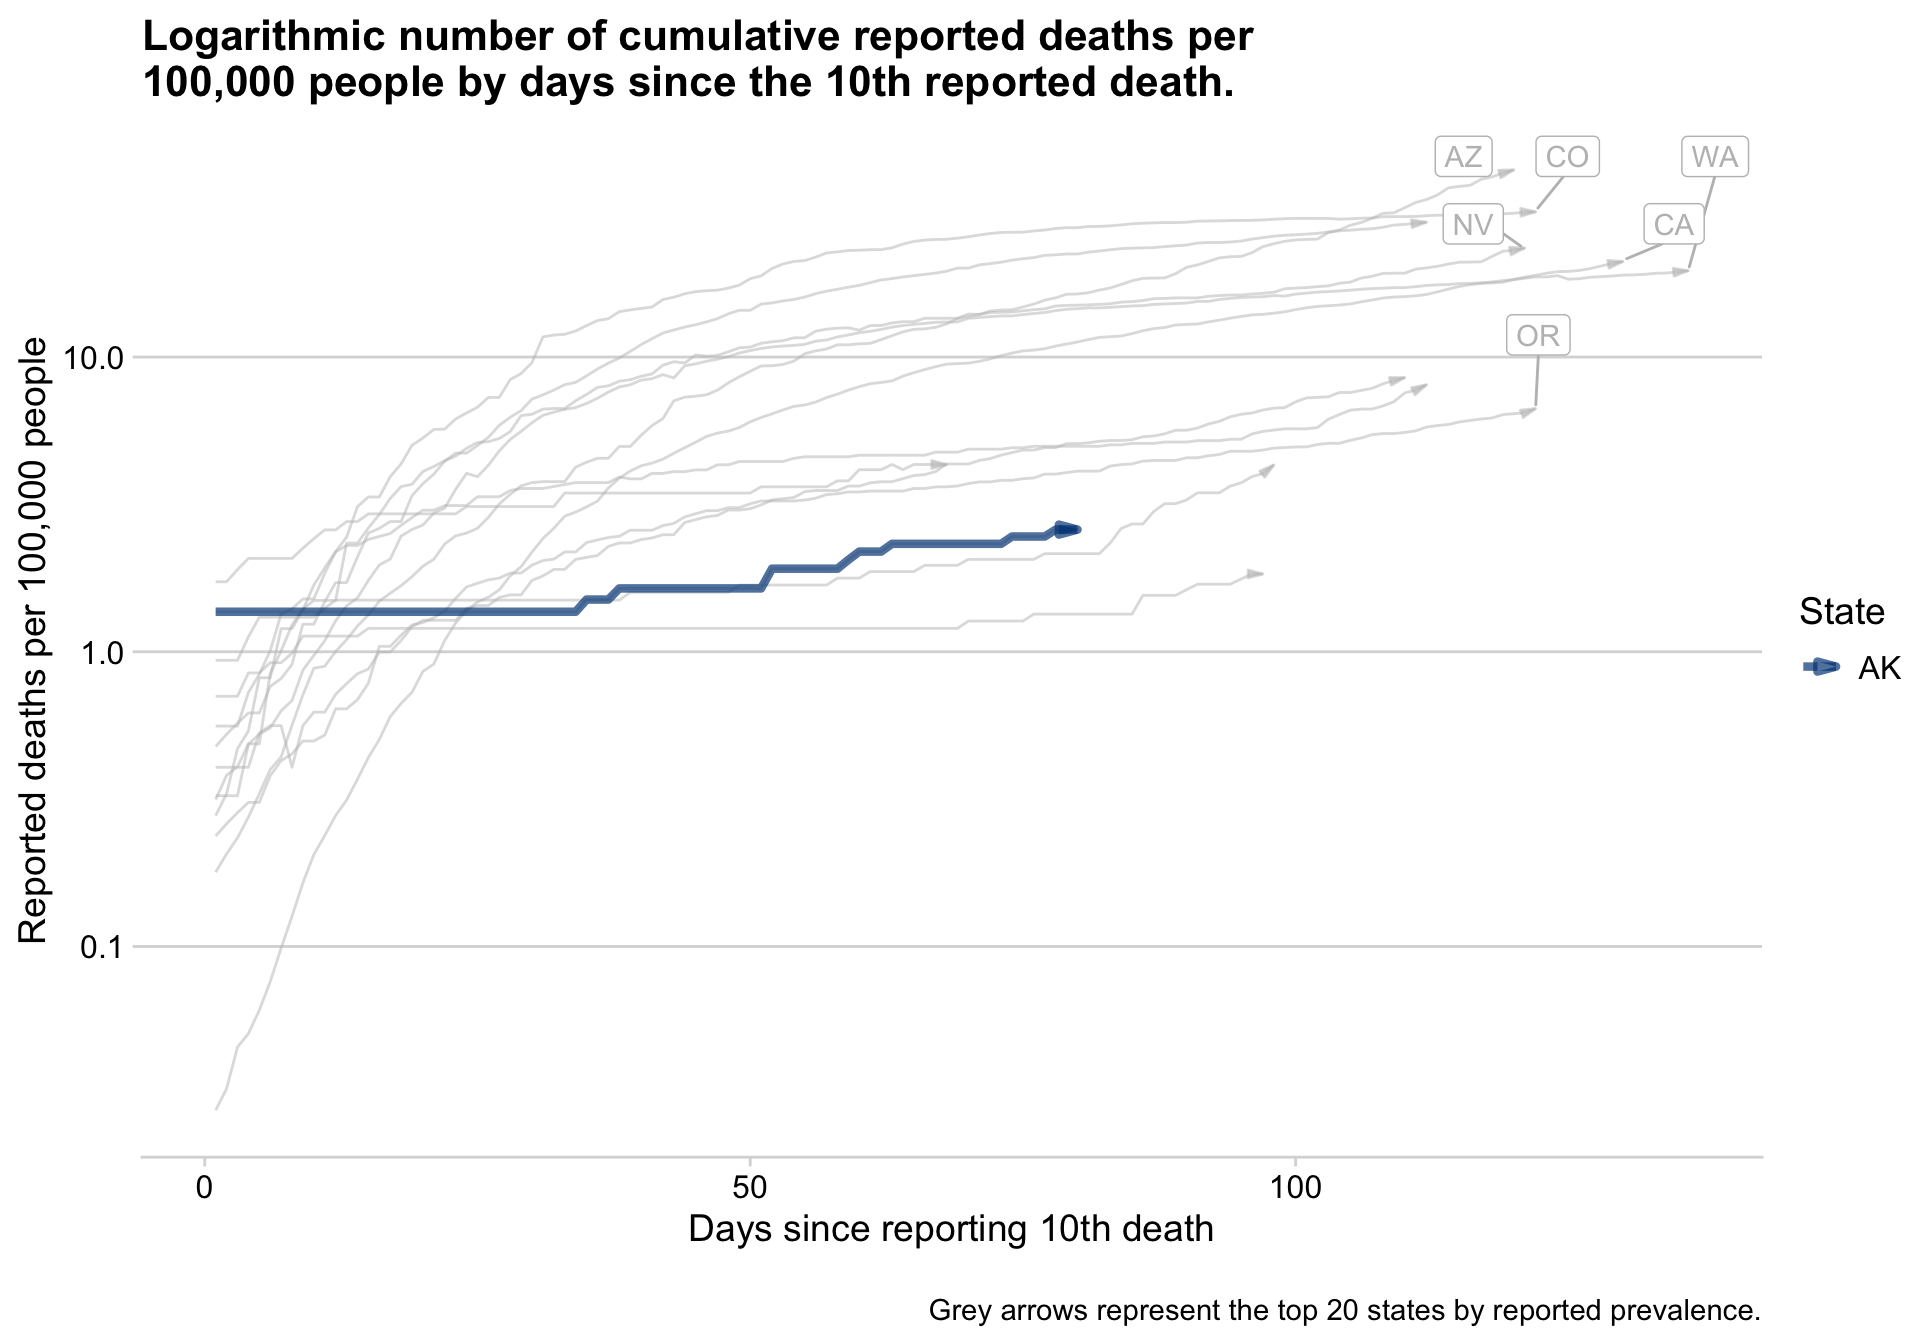 Logarithmic number of cumulative reported deaths per
100,000 people by days since the 10th reported death.
AZ
CO
WA
NV
CA
OR
Reported deaths per 100,000 people
10.0
1.0
0.1
State
AK
0
50
100
Days since reporting 10th death
Grey arrows represent the top 20 states by reported prevalence.